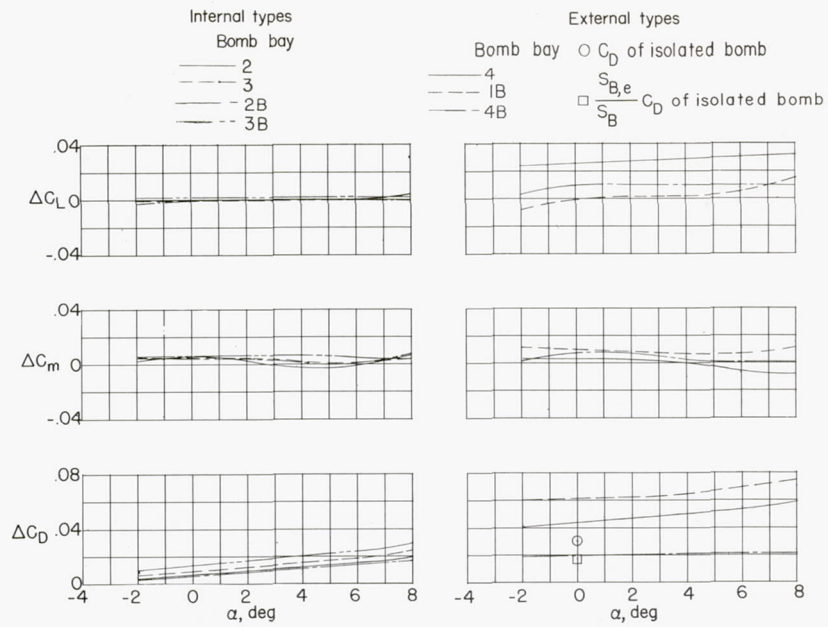 Internal types
Bomb bay
2
3
2B
3B
External types
Bomb bay
4
1B
4B
C_D of isolated bomb
S_B,e
S_B
C_D of isolated bomb
.04
ΔC_L 0
-.04
.04
ΔC_m 0
-.04
.08
ΔC_D .04
0
-4 -2 0 2 4 6 8
α, deg
-4 -2 0 2 4 6 8
α, deg